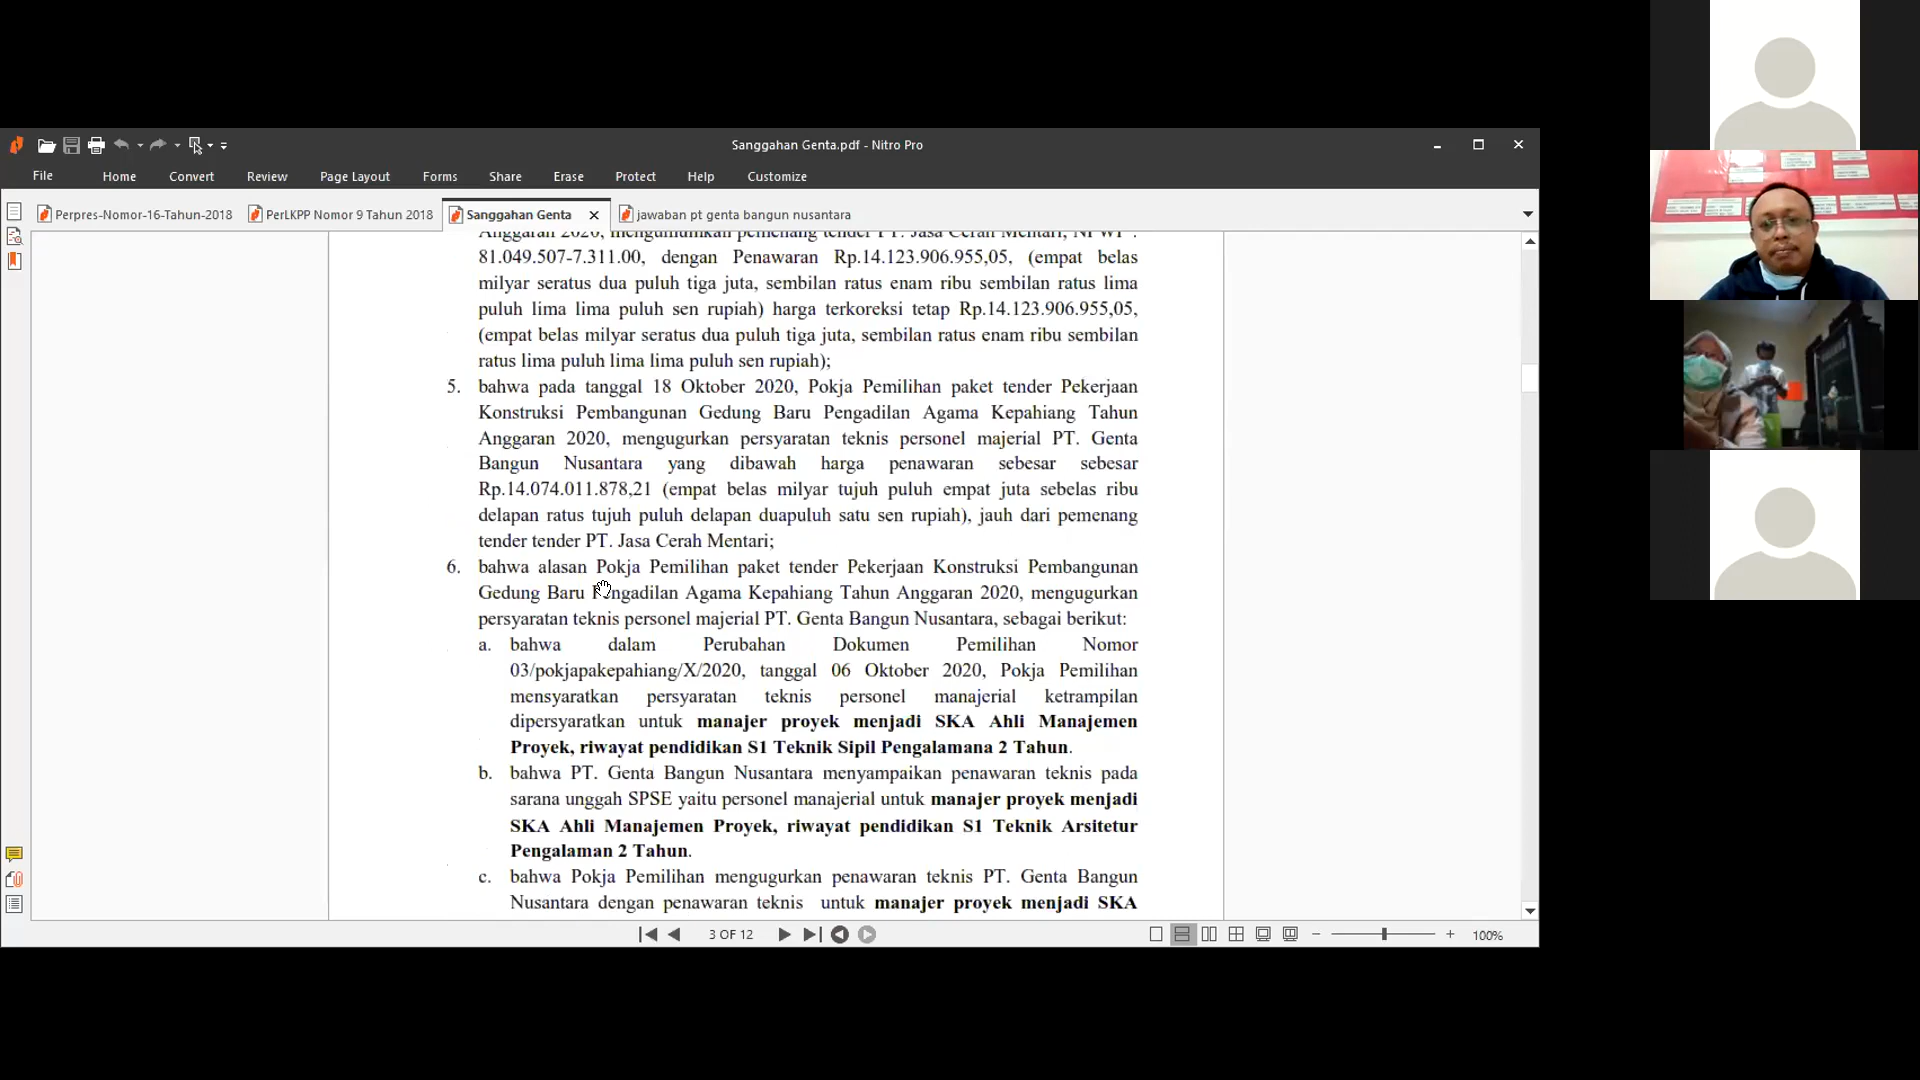 Sanggahan Genta.pdf - Nitro Pro
File Home Convert Review Page Layout Forms Share Erase Protect Help Customize
Perpres-Nomor-16-Tahun-2018 PerLKPP Nomor 9 Tahun 2018 Sanggahan Genta jawaban pt genta bangun nusantara
Anggaran 2020, mengumumkan pemenang tender PT. Jasa Cerah Mentari, NPWP :
81.049.507-7.311.00, dengan Penawaran Rp.14.123.906.955,05, (empat belas
milyar seratus dua puluh tiga juta, sembilan ratus enam ribu sembilan ratus lima
puluh lima lima puluh sen rupiah) harga terkoreksi tetap Rp.14.123.906.955,05,
(empat belas milyar seratus dua puluh tiga juta, sembilan ratus enam ribu sembilan
ratus lima puluh lima lima puluh sen rupiah);
5. bahwa pada tanggal 18 Oktober 2020, Pokja Pemilihan paket tender Pekerjaan
Konstruksi Pembangunan Gedung Baru Pengadilan Agama Kepahiang Tahun
Anggaran 2020, mengugurkan persyaratan teknis personel majerial PT. Genta
Bangun Nusantara yang dibawah harga penawaran sebesar sebesar
Rp.14.074.011.878,21 (empat belas milyar tujuh puluh empat juta sebelas ribu
delapan ratus tujuh puluh delapan duapuluh satu sen rupiah), jauh dari pemenang
tender tender PT. Jasa Cerah Mentari;
6. bahwa alasan Pokja Pemilihan paket tender Pekerjaan Konstruksi Pembangunan
Gedung Baru Pengadilan Agama Kepahiang Tahun Anggaran 2020, mengugurkan
persyaratan teknis personel majerial PT. Genta Bangun Nusantara, sebagai berikut:
a. bahwa dalam Perubahan Dokumen Pemilihan Nomor
03/pokjapakepahiang/X/2020, tanggal 06 Oktober 2020, Pokja Pemilihan
mensyaratkan persyaratan teknis personel manajerial ketrampilan
dipersyaratkan untuk manajer proyek menjadi SKA Ahli Manajemen
Proyek, riwayat pendidikan S1 Teknik Sipil Pengalamana 2 Tahun.
b. bahwa PT. Genta Bangun Nusantara menyampaikan penawaran teknis pada
sarana unggah SPSE yaitu personel manajerial untuk manajer proyek menjadi
SKA Ahli Manajemen Proyek, riwayat pendidikan S1 Teknik Arsitetur
Pengalaman 2 Tahun.
c. bahwa Pokja Pemilihan mengugurkan penawaran teknis PT. Genta Bangun
Nusantara dengan penawaran teknis untuk manajer proyek menjadi SKA
3 OF 12
100%